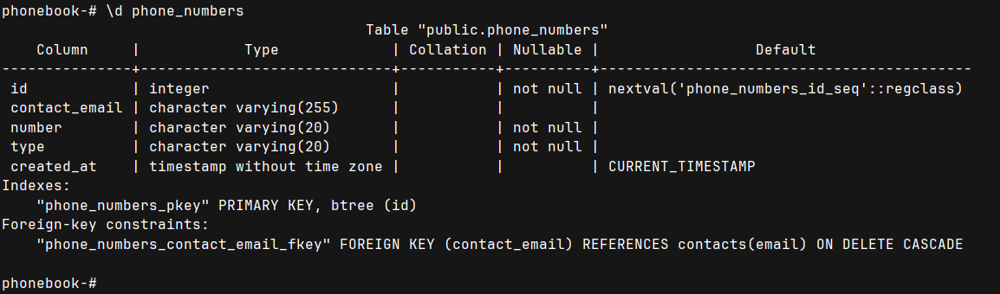 phonebook-# \d phone_numbers
                                          Table "public.phone_numbers"
    Column     |            Type             | Collation | Nullable |                  Default
---------------+-----------------------------+-----------+----------+-------------------------------------------
 id            | integer                     |           | not null | nextval('phone_numbers_id_seq'::regclass)
 contact_email | character varying(255)      |           |          |
 number        | character varying(20)       |           | not null |
 type          | character varying(20)       |           | not null |
 created_at    | timestamp without time zone |           |          | CURRENT_TIMESTAMP
Indexes:
    "phone_numbers_pkey" PRIMARY KEY, btree (id)
Foreign-key constraints:
    "phone_numbers_contact_email_fkey" FOREIGN KEY (contact_email) REFERENCES contacts(email) ON DELETE CASCADE
phonebook-#